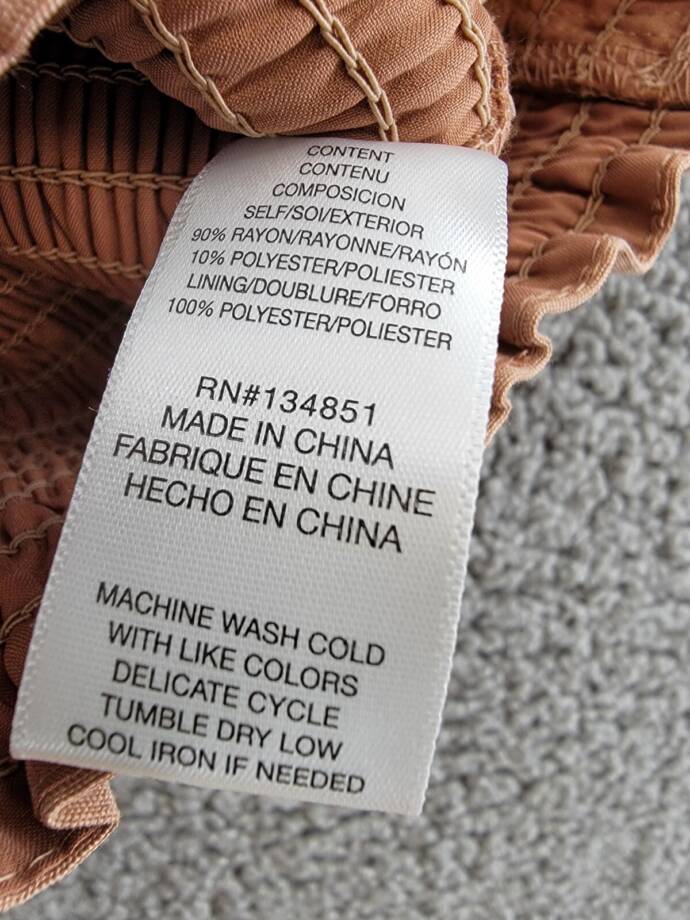 CONTENT
CONTENU
COMPOSICION
SELF/SOI/EXTERIOR
90% RAYON/RAYONNE/RAYÓN
10% POLYESTER/POLIESTER
LINING/DOUBLURE/FORRO
100% POLYESTER/POLIESTER
RN#134851
MADE IN CHINA
FABRIQUE EN CHINE
HECHO EN CHINA
MACHINE WASH COLD
WITH LIKE COLORS
DELICATE CYCLE
TUMBLE DRY LOW
COOL IRON IF NEEDED